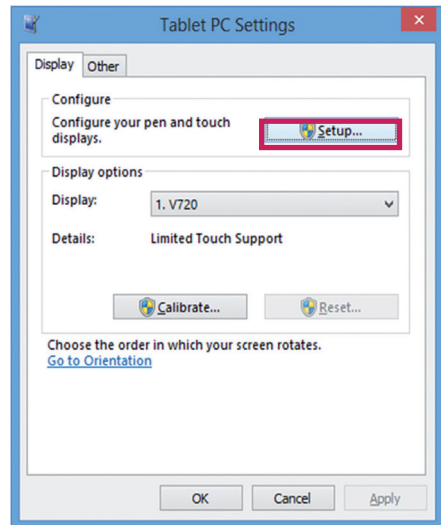 Tablet PC Settings
Display Other
Configure
Configure your pen and touch
displays.
Setup...
Display options
Display: 1. V720
Details: Limited Touch Support
Calibrate... Reset...
Choose the order in which your screen rotates.
Go to Orientation
OK Cancel Apply